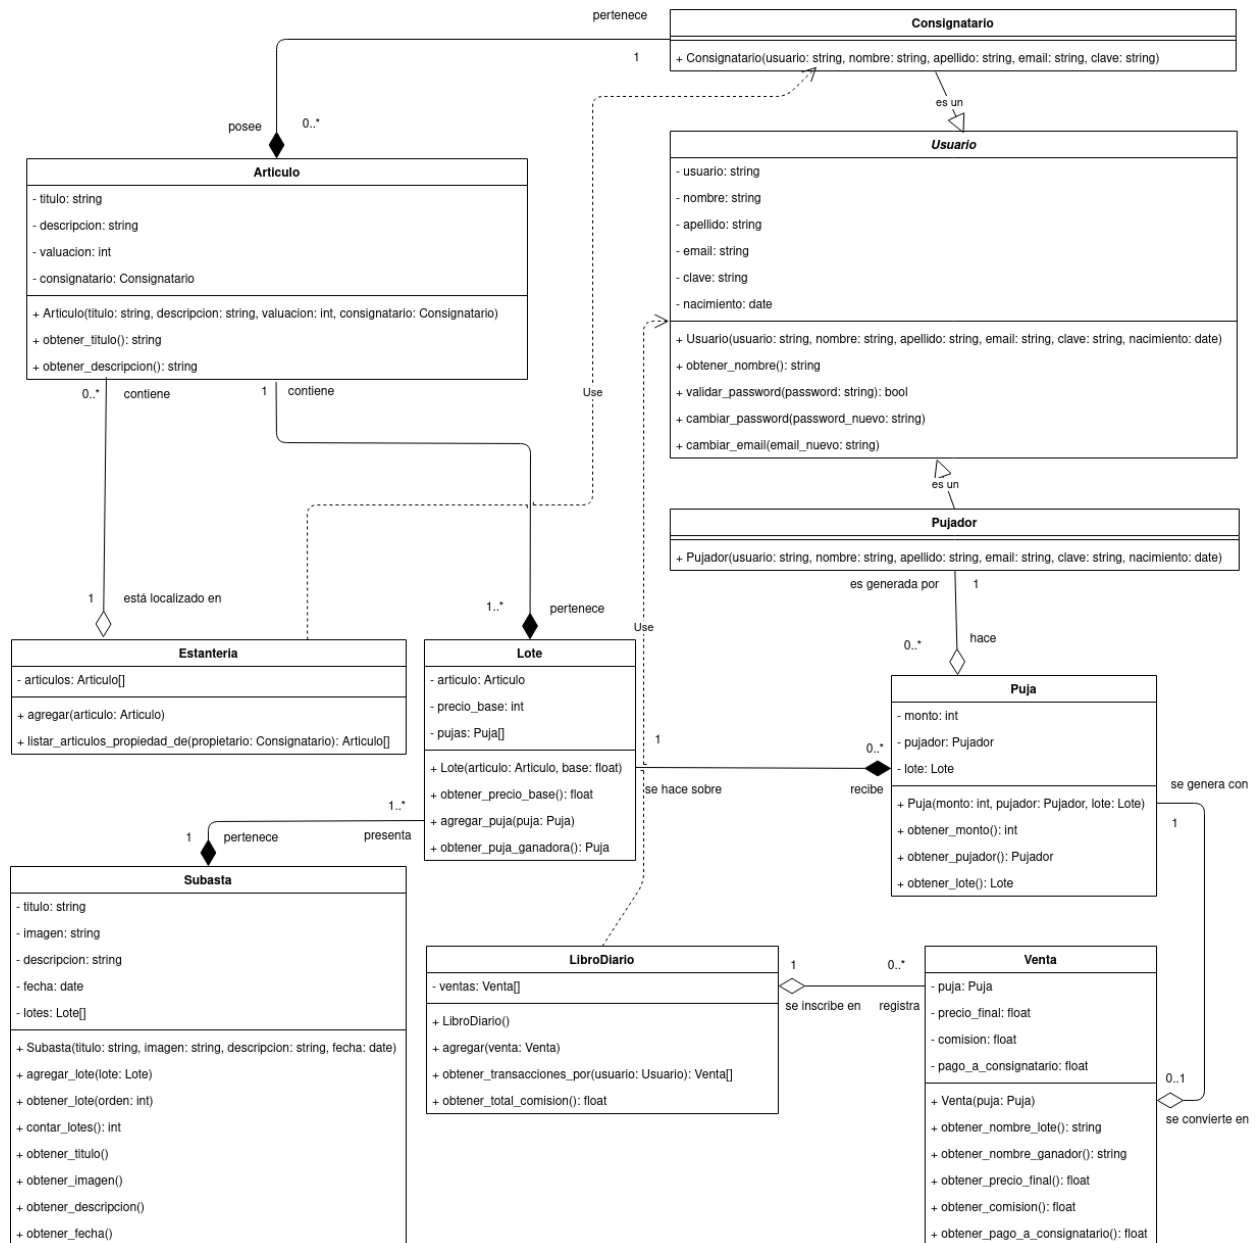 pertenece
Consignatario
1
+ Consignatario(usuario: string, nombre: string, apellido: string, email: string, clave: string)
es un
posee
0..*
Usuario
- usuario: string
- nombre: string
- apellido: string
- email: string
- clave: string
- nacimiento: date
+ Usuario(usuario: string, nombre: string, apellido: string, email: string, clave: string, nacimiento: date)
+ obtener_nombre(): string
+ validar_password(password: string): bool
+ cambiar_password(password_nuevo: string)
+ cambiar_email(email_nuevo: string)
Articulo
- titulo: string
- descripcion: string
- valuacion: int
- consignatario: Consignatario
+ Articulo(titulo: string, descripcion: string, valuacion: int, consignatario: Consignatario)
+ obtener_titulo(): string
+ obtener_descripcion(): string
0..*
contiene
1
contiene
Use
es un
Pujador
+ Pujador(usuario: string, nombre: string, apellido: string, email: string, clave: string, nacimiento: date)
es generada por
1
1
está localizado en
1..*
pertenece
Use
0..*
hace
Estanteria
- articulos: Articulo[]
+ agregar(articulo: Articulo)
+ listar_articulos_propiedad_de(propietario: Consignatario): Articulo[]
Lote
- articulo: Articulo
- precio_base: int
- pujas: Puja[]
+ Lote(articulo: Articulo, base: float)
+ obtener_precio_base(): float
+ agregar_puja(puja: Puja)
+ obtener_puja_ganadora(): Puja
1
se hace sobre
0..*
recibe
Puja
- monto: int
- pujador: Pujador
- lote: Lote
+ Puja(monto: int, pujador: Pujador, lote: Lote)
+ obtener_monto(): int
+ obtener_pujador(): Pujador
+ obtener_lote(): Lote
se genera con
1
1..*
presenta
1
pertenece
Subasta
- titulo: string
- imagen: string
- descripcion: string
- fecha: date
- lotes: Lote[]
+ Subasta(titulo: string, imagen: string, descripcion: string, fecha: date)
+ agregar_lote(lote: Lote)
+ obtener_lote(orden: int)
+ contar_lotes(): int
+ obtener_titulo()
+ obtener_imagen()
+ obtener_descripcion()
+ obtener_fecha()
LibroDiario
- ventas: Venta[]
+ LibroDiario()
+ agregar(venta: Venta)
+ obtener_transacciones_por(usuario: Usuario): Venta[]
+ obtener_total_comision(): float
1
se inscribe en
0..*
registra
Venta
- puja: Puja
- precio_final: float
- comision: float
- pago_a_consignatario: float
+ Venta(puja: Puja)
+ obtener_nombre_lote(): string
+ obtener_nombre_ganador(): string
+ obtener_precio_final(): float
+ obtener_comision(): float
+ obtener_pago_a_consignatario(): float
0..1
se convierte en